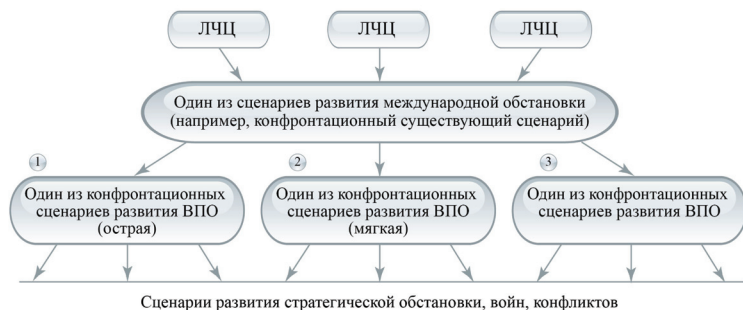 ЛЧЦ ЛЧЦ ЛЧЦ
Один из сценариев развития международной обстановки
(например, конфронтационный существующий сценарий)
1 2 3
Один из конфронтационных
сценариев развития ВПО
(острая)
Один из конфронтационных
сценариев развития ВПО
(мягкая)
Один из конфронтационных
сценариев развития ВПО
Сценарии развития стратегической обстановки, войн, конфликтов